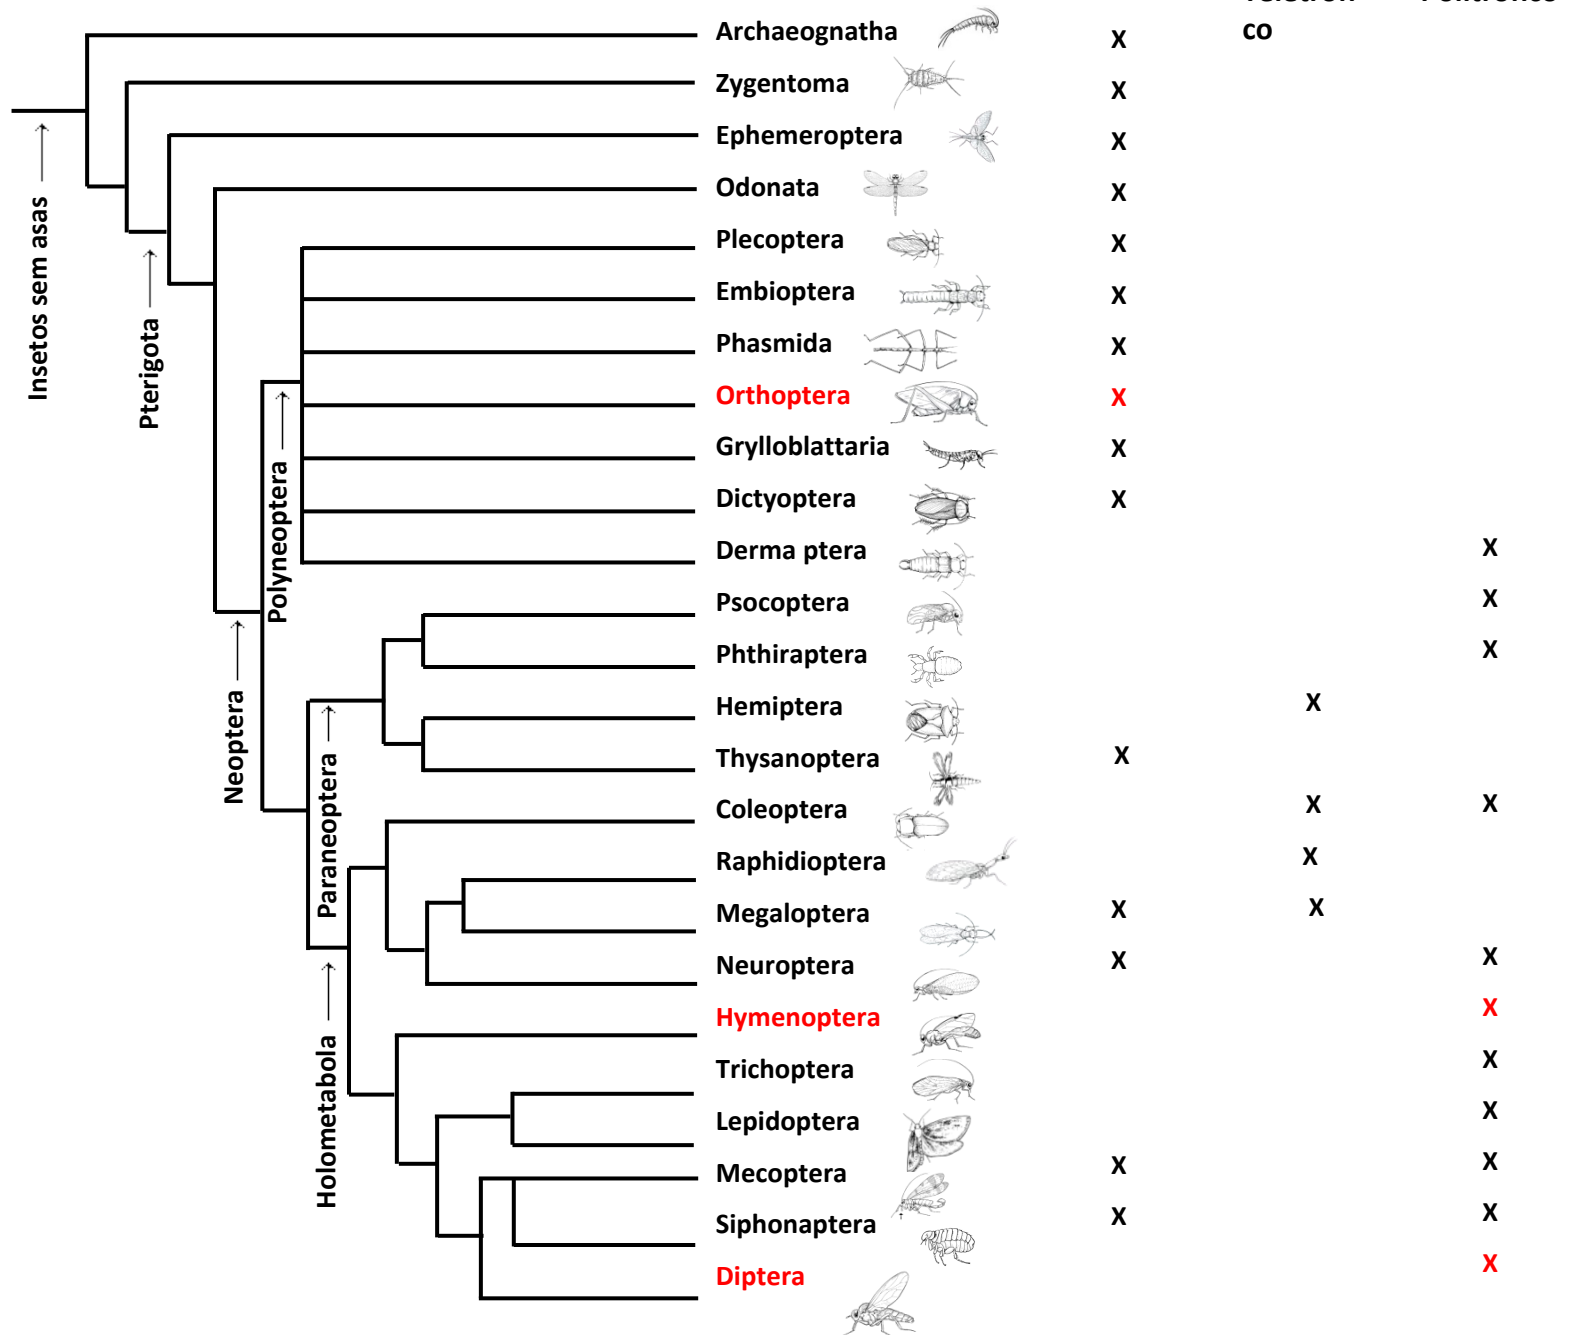 co
Archaeognatha X
Zygentoma X
Ephemeroptera X
Odonata X
Plecoptera X
Embioptera X
Phasmida X
Orthoptera X
Grylloblattaria X
Dictyoptera X
Derma ptera X
Psocoptera X
Phthiraptera X
Hemiptera X
Thysanoptera X
Coleoptera X X
Raphidioptera X
Megaloptera X X
Neuroptera X X
Hymenoptera X
Trichoptera X
Lepidoptera X
Mecoptera X X
Siphonaptera X X
Diptera X
Insetos sem asas
Pterigota
Neoptera
Polyneoptera
Paraneoptera
Holometabola